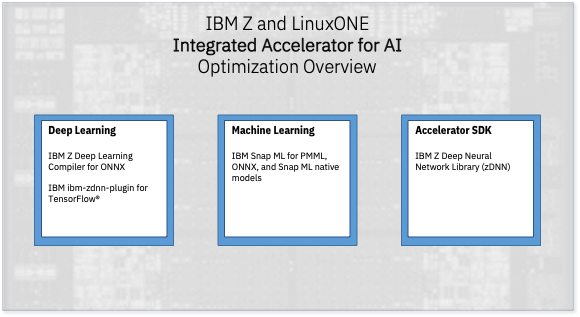 IBM Z and LinuxONE
Integrated Accelerator for AI
Optimization Overview
Deep Learning
IBM Z Deep Learning
Compiler for ONNX
IBM ibm-zdnn-plugin for
TensorFlow®
Machine Learning
IBM Snap ML for PMML,
ONNX, and Snap ML native
models
Accelerator SDK
IBM Z Deep Neural
Network Library (zDNN)